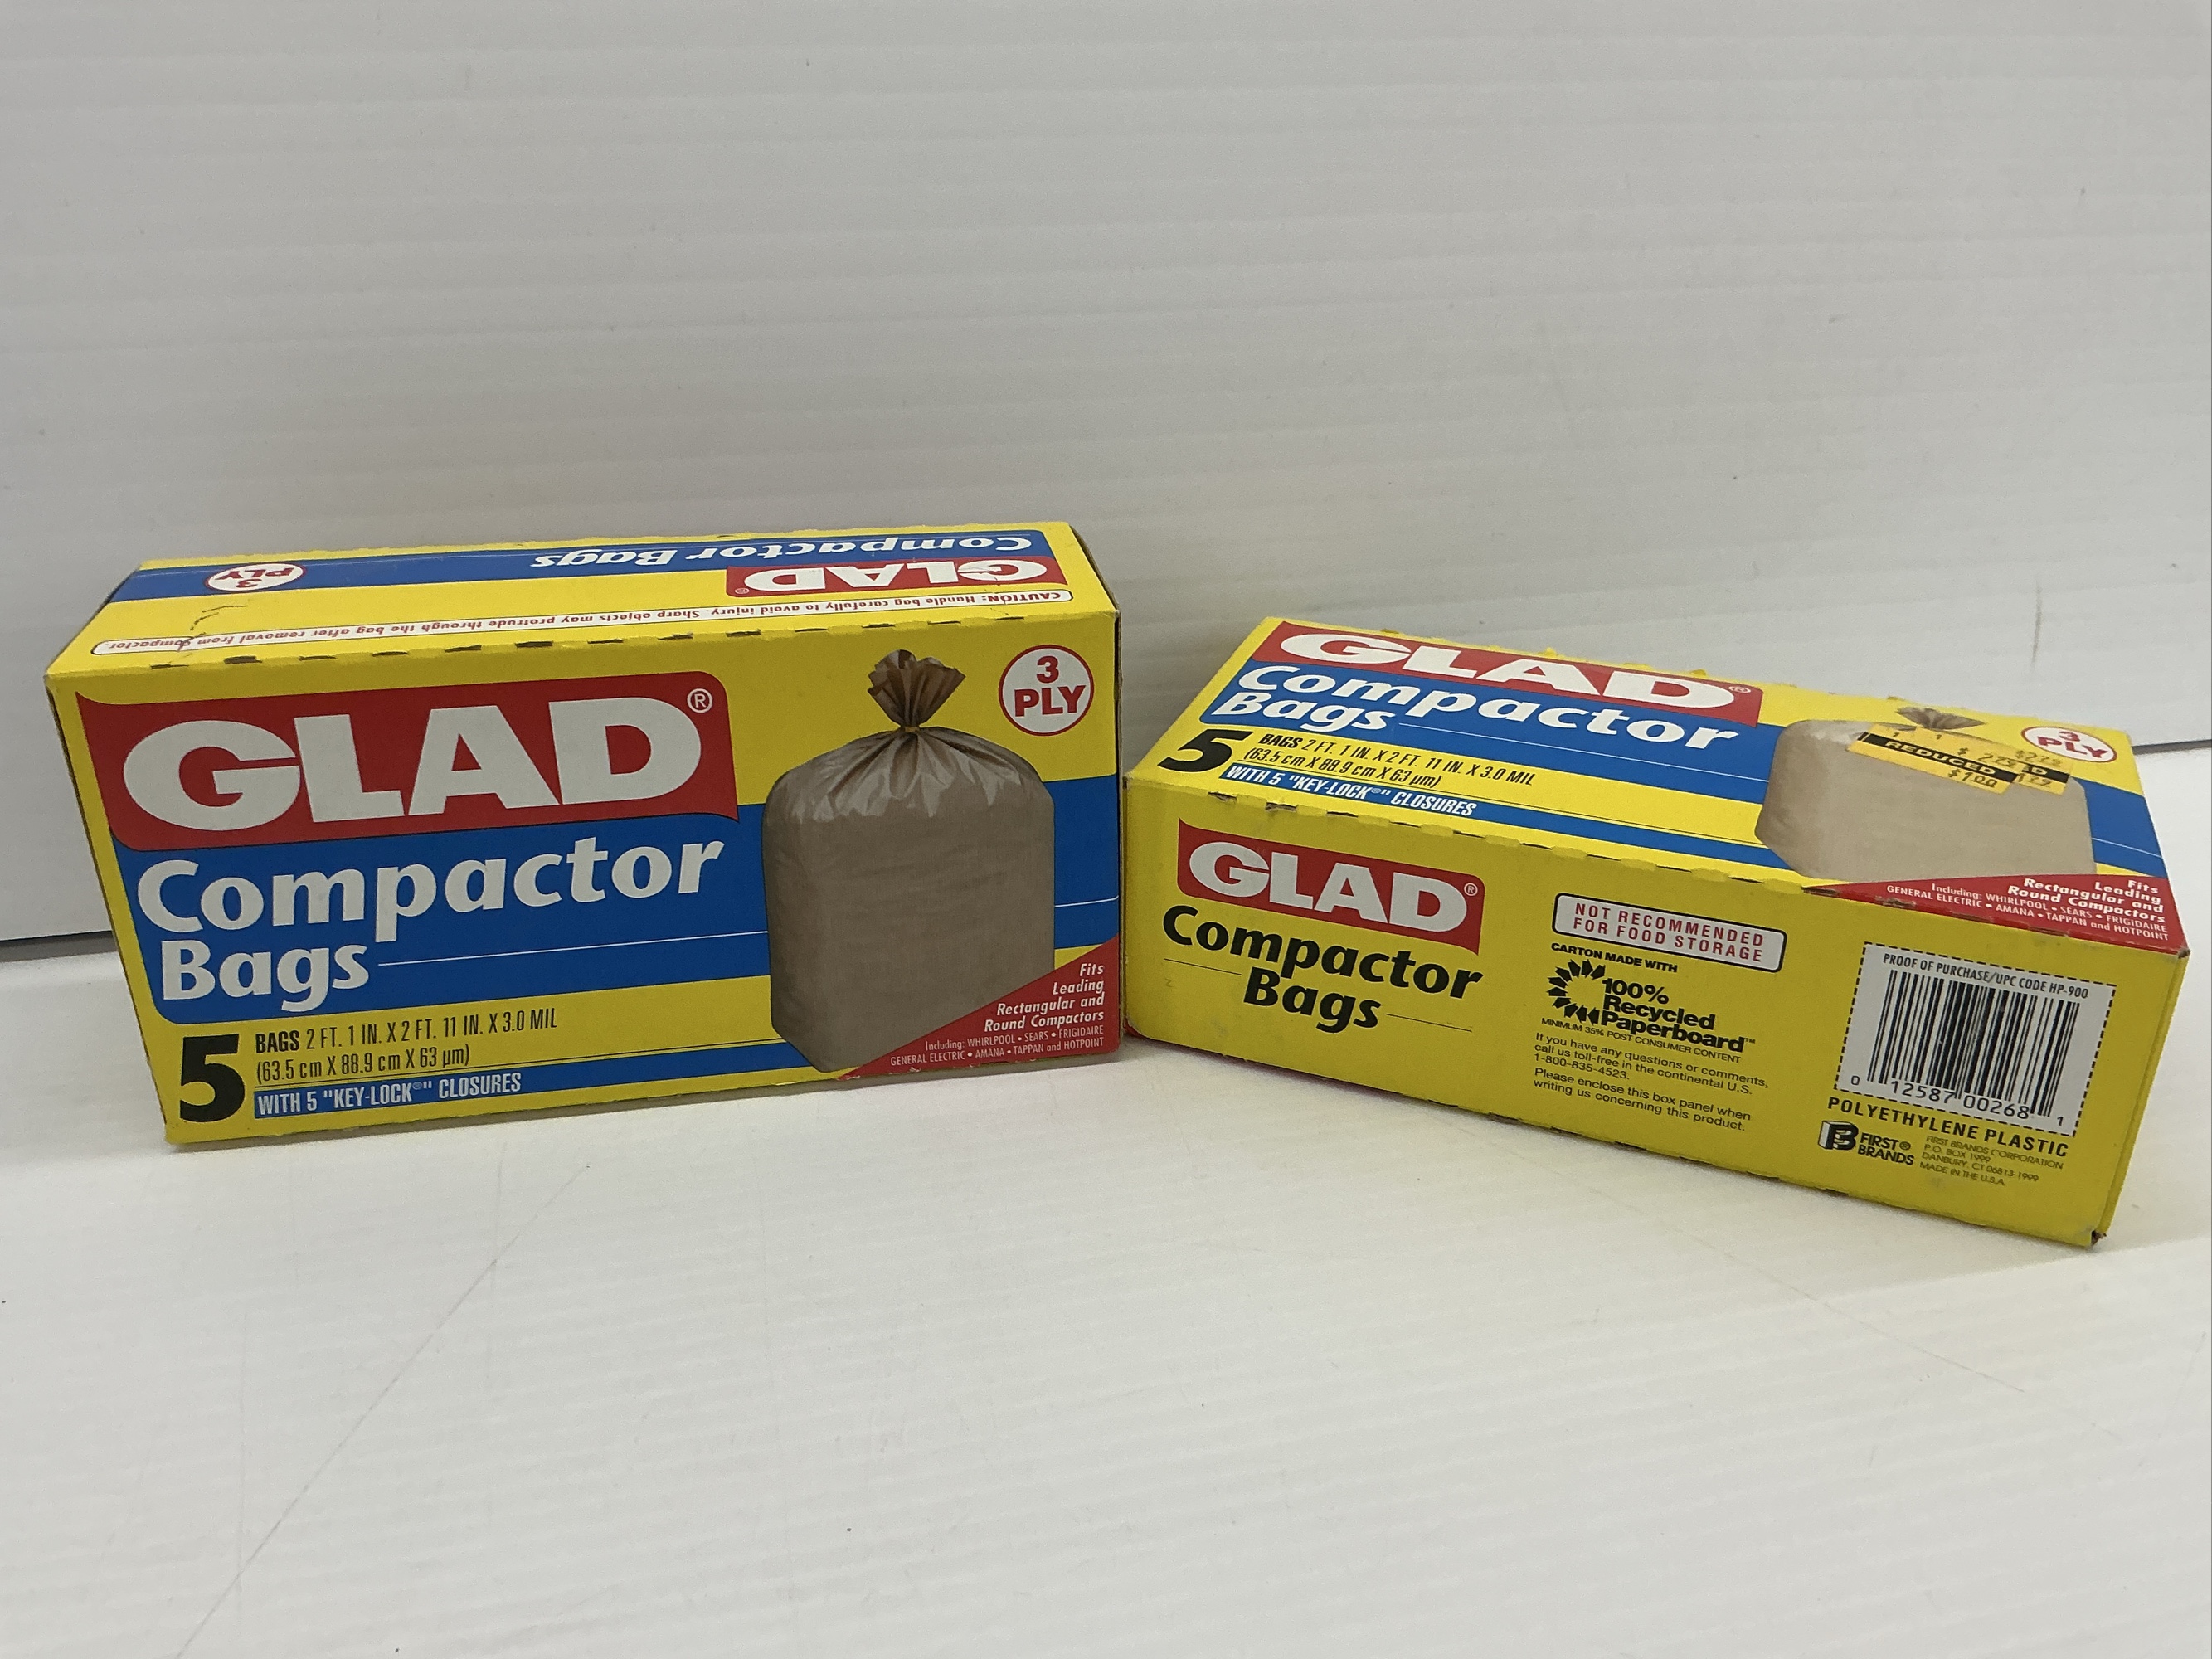 Compactor Bags
3
PLY
GLAD®
CAUTION: Handle bag carefully to avoid injury. Sharp objects may protrude through the bag after removal from compactor.
GLAD®
3
PLY
Compactor
Bags
5
BAGS 2 FT. 1 IN. X 2 FT. 11 IN. X 3.0 MIL
(63.5 cm X 88.9 cm X 63 µm)
WITH 5 "KEY-LOCK®" CLOSURES
Fits
Leading
Rectangular and
Round Compactors
Including: WHIRLPOOL • SEARS • FRIGIDAIRE
GENERAL ELECTRIC • AMANA • TAPPAN and HOTPOINT
GLAD®
Compactor
Bags
3
PLY
5
BAGS 2 FT. 1 IN. X 2 FT. 11 IN. X 3.0 MIL
(63.5 cm X 88.9 cm X 63 µm)
WITH 5 "KEY-LOCK®" CLOSURES
REDUCED
$1.00
Fits
Leading
Rectangular and
Round Compactors
Including: WHIRLPOOL • SEARS • FRIGIDAIRE
GENERAL ELECTRIC • AMANA • TAPPAN and HOTPOINT
GLAD®
Compactor
Bags
NOT RECOMMENDED
FOR FOOD STORAGE
CARTON MADE WITH
100%
Recycled
Paperboard™
MINIMUM 35% POST CONSUMER CONTENT
If you have any questions or comments,
call us toll-free in the continental U.S.
1-800-835-4523.
Please enclose this box panel when
writing us concerning this product.
PROOF OF PURCHASE/UPC CODE HP-900
0 12587 00268 1
POLYETHYLENE PLASTIC
FIRST®
BRANDS
FIRST BRANDS CORPORATION
P.O. BOX 1999
DANBURY, CT 06813-1999
MADE IN THE U.S.A.